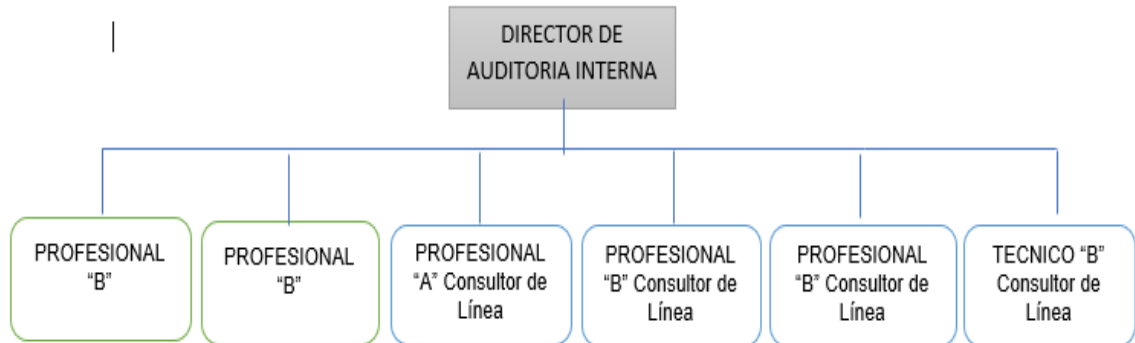 DIRECTOR DE
AUDITORIA INTERNA
PROFESIONAL
“B”
PROFESIONAL
“B”
PROFESIONAL
“A” Consultor de
Línea
PROFESIONAL
“B” Consultor de
Línea
PROFESIONAL
“B” Consultor de
Línea
TECNICO “B”
Consultor de
Línea